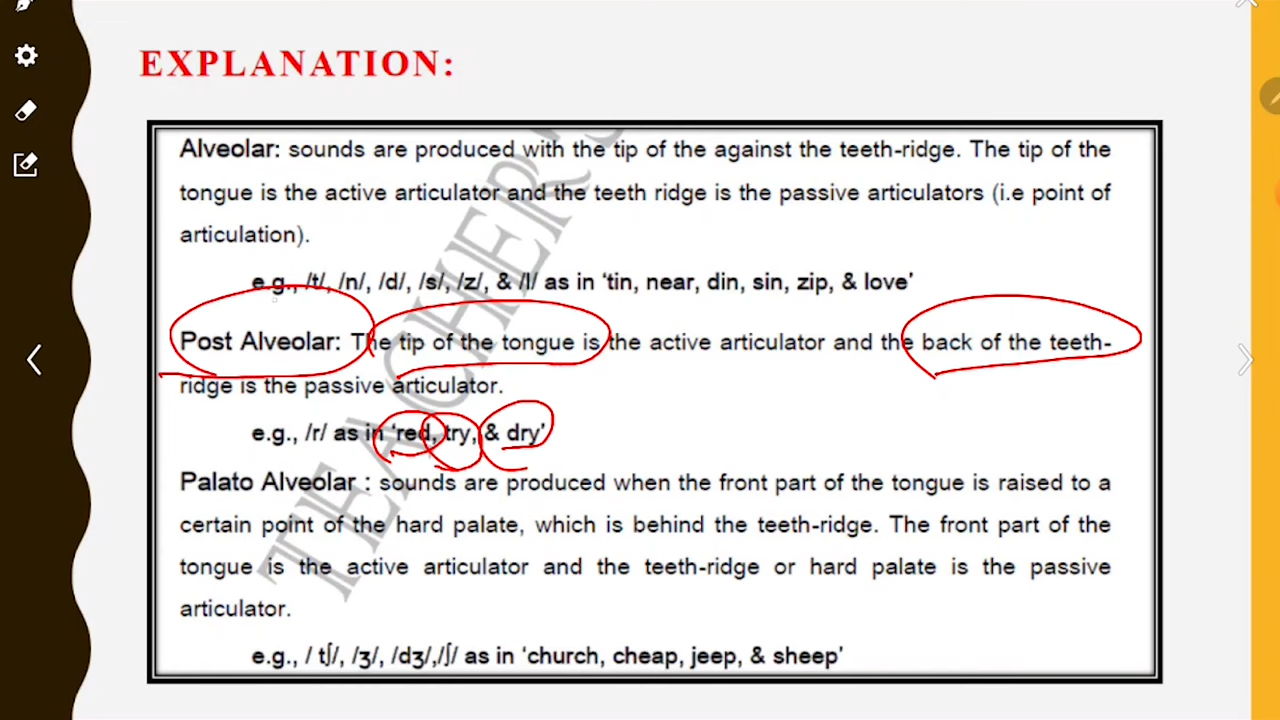 EXPLANATION:
Alveolar: sounds are produced with the tip of the against the teeth-ridge. The tip of the
tongue is the active articulator and the teeth ridge is the passive articulators (i.e point of
articulation).
e.g., /t/, /n/, /d/, /s/, /z/, & /l/ as in ‘tin, near, din, sin, zip, & love’
Post Alveolar: The tip of the tongue is the active articulator and the back of the teeth-
ridge is the passive articulator.
e.g., /r/ as in ‘red, try, & dry’
Palato Alveolar : sounds are produced when the front part of the tongue is raised to a
certain point of the hard palate, which is behind the teeth-ridge. The front part of the
tongue is the active articulator and the teeth-ridge or hard palate is the passive
articulator.
e.g., / tʃ/, /ʒ/, /dʒ/,/ʃ/ as in ‘church, cheap, jeep, & sheep’
TEACHER'S